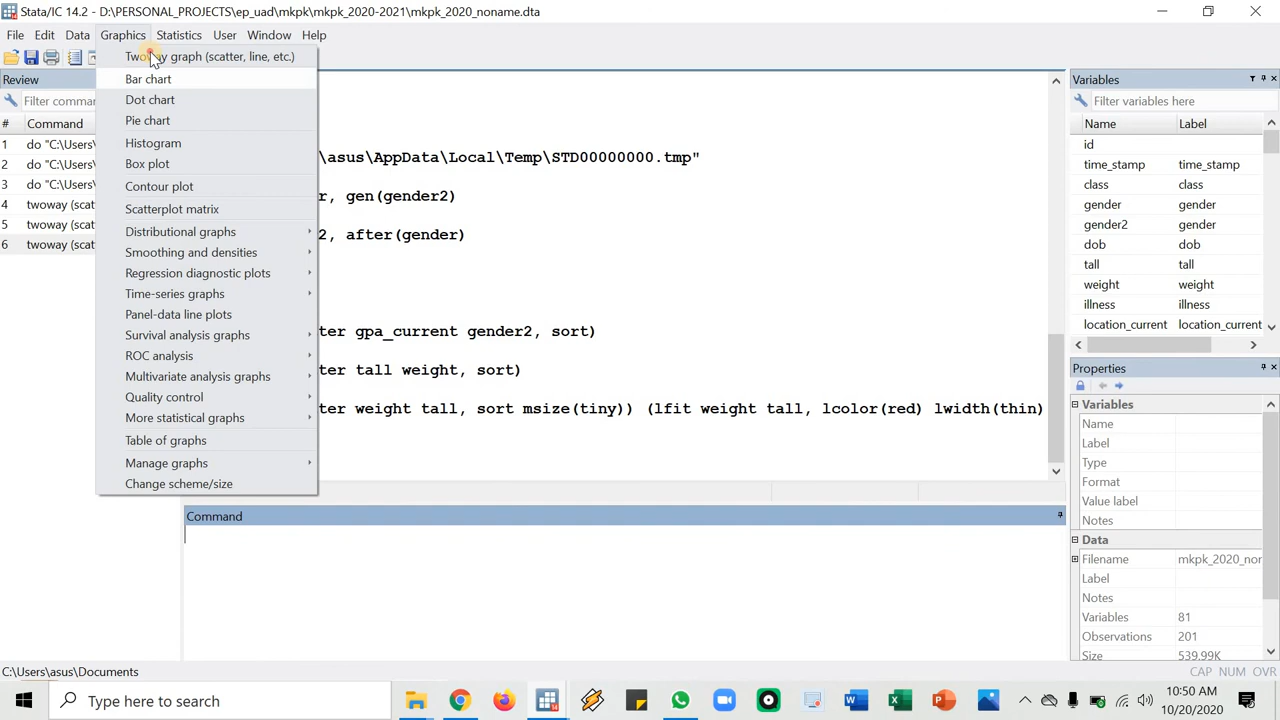 Stata/IC 14.2 - D:\PERSONAL_PROJECTS\ep_uad\mkpk\mkpk_2020-2021\mkpk_2020_noname.dta
File Edit Data Graphics Statistics User Window Help
Review
Filter comman
# Command
1 do "C:\Users
2 do "C:\Users
3 do "C:\Users
4 twoway (scat
5 twoway (scat
6 twoway (scat
Twoway graph (scatter, line, etc.)
Bar chart
Dot chart
Pie chart
Histogram
Box plot
Contour plot
Scatterplot matrix
Distributional graphs
Smoothing and densities
Regression diagnostic plots
Time-series graphs
Panel-data line plots
Survival analysis graphs
ROC analysis
Multivariate analysis graphs
Quality control
More statistical graphs
Table of graphs
Manage graphs
Change scheme/size
\asus\AppData\Local\Temp\STD00000000.tmp"
r, gen(gender2)
2, after(gender)
ter gpa_current gender2, sort)
ter tall weight, sort)
ter weight tall, sort msize(tiny)) (lfit weight tall, lcolor(red) lwidth(thin)
Command
Variables
Filter variables here
Name Label
id
time_stamp time_stamp
class class
gender gender
gender2 gender
dob dob
tall tall
weight weight
illness illness
location_current location_current
Properties
Variables
Name
Label
Type
Format
Value label
Notes
Data
Filename mkpk_2020_nor
Label
Notes
Variables 81
Observations 201
Size 539.99K
C:\Users\asus\Documents
CAP NUM OVR
Type here to search
10:50 AM
10/20/2020